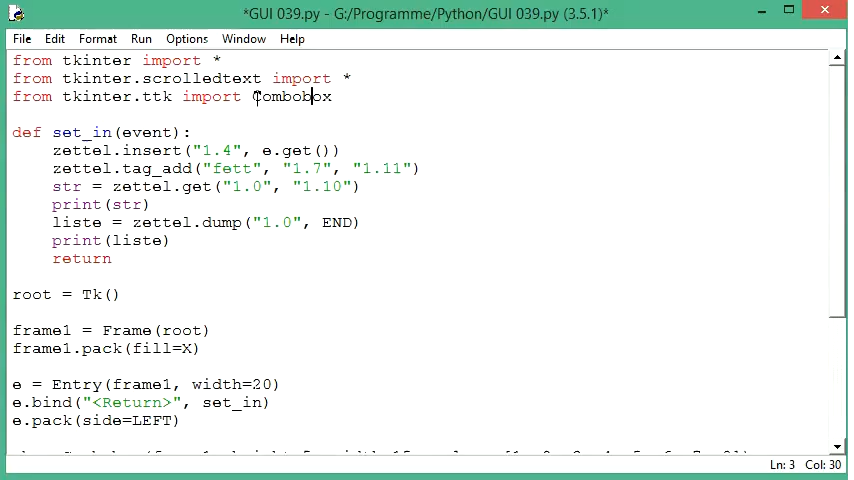 *GUI 039.py - G:/Programme/Python/GUI 039.py (3.5.1)*
File Edit Format Run Options Window Help
from tkinter import *
from tkinter.scrolledtext import *
from tkinter.ttk import Combobox
def set_in(event):
    zettel.insert("1.4", e.get())
    zettel.tag_add("fett", "1.7", "1.11")
    str = zettel.get("1.0", "1.10")
    print(str)
    liste = zettel.dump("1.0", END)
    print(liste)
    return
root = Tk()
frame1 = Frame(root)
frame1.pack(fill=X)
e = Entry(frame1, width=20)
e.bind("<Return>", set_in)
e.pack(side=LEFT)
Ln: 3 Col: 30